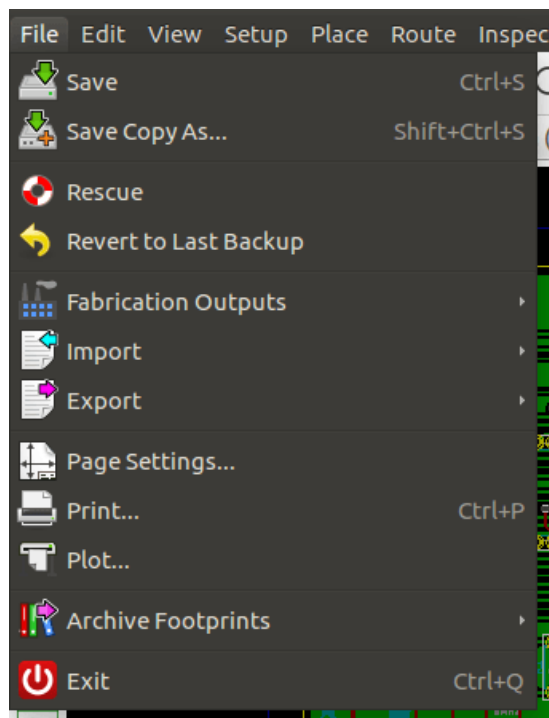 File Edit View Setup Place Route Inspec
Save Ctrl+S
Save Copy As... Shift+Ctrl+S
Rescue
Revert to Last Backup
Fabrication Outputs
Import
Export
Page Settings...
Print... Ctrl+P
Plot...
Archive Footprints
Exit Ctrl+Q